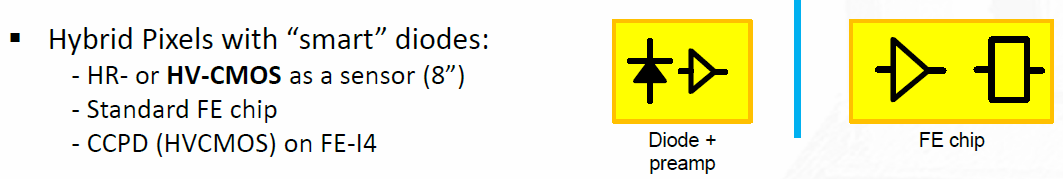 ▪ Hybrid Pixels with “smart” diodes:
- HR- or HV-CMOS as a sensor (8”)
- Standard FE chip
- CCPD (HVCMOS) on FE-I4
Diode +
preamp
FE chip